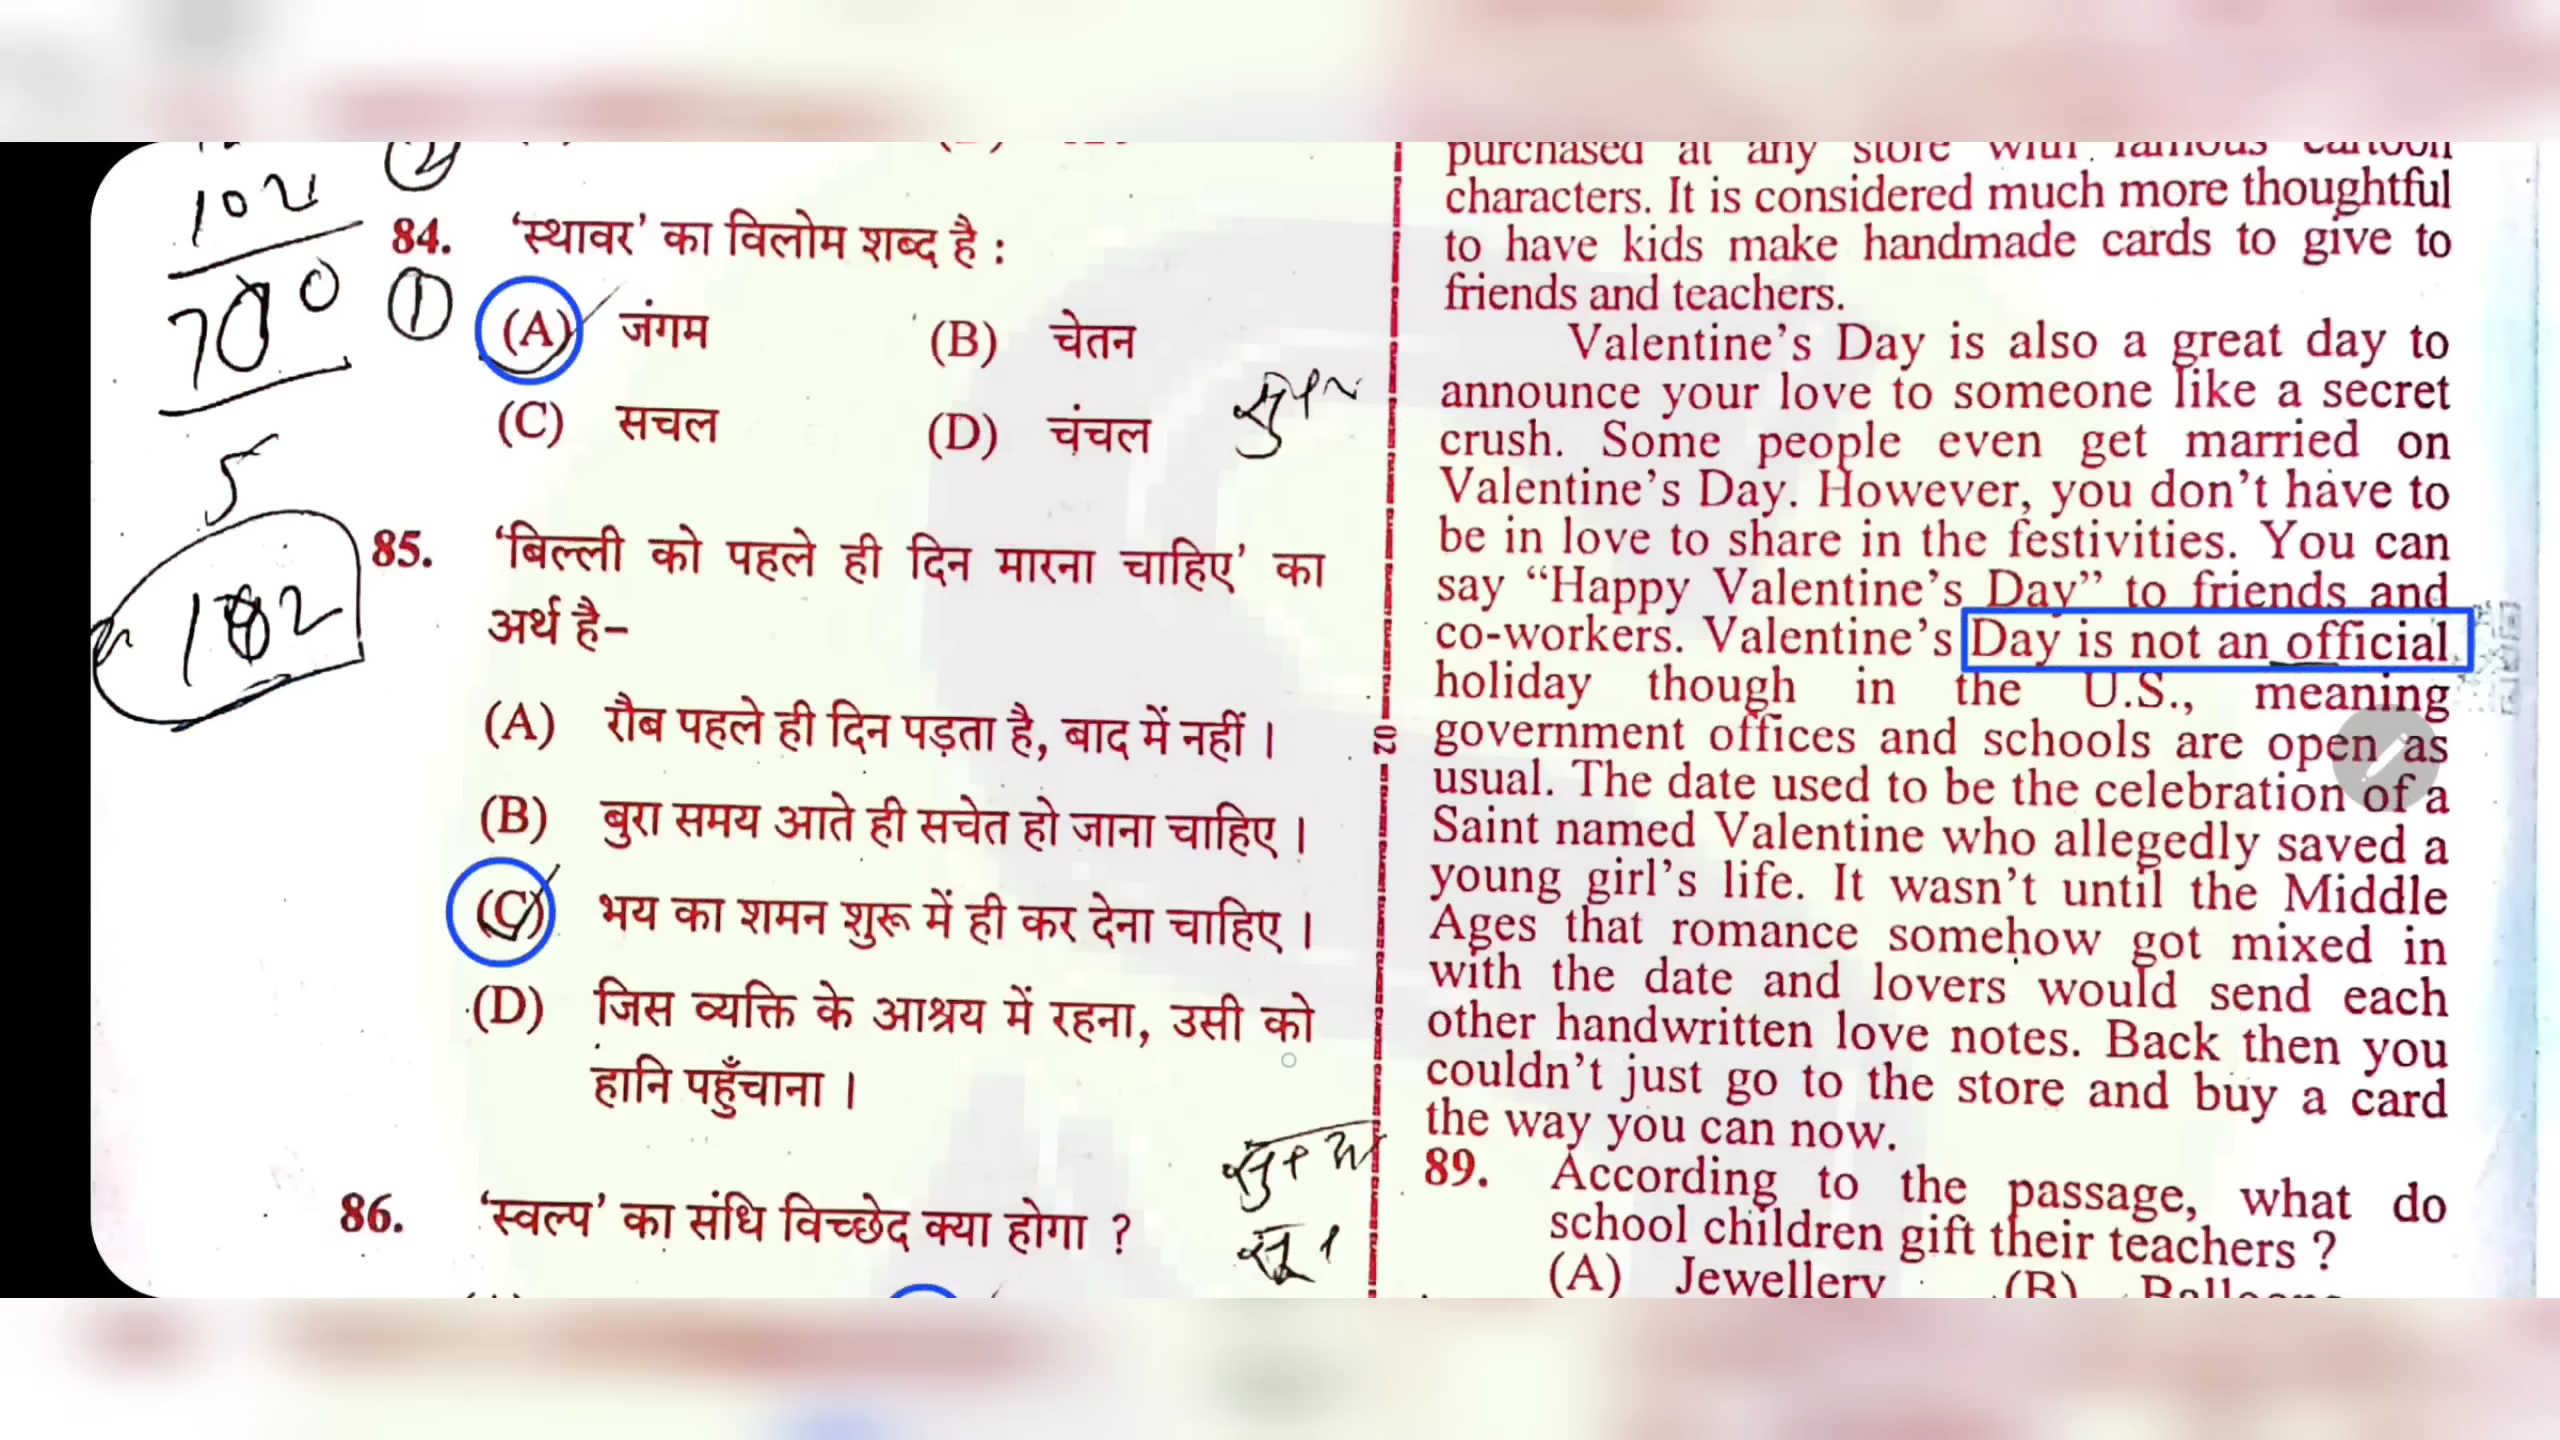 102
700
5
102
②
84. ‘स्थावर’ का विलोम शब्द है :
①
(A) जंगम (B) चेतन
(C) सचल (D) चंचल
85. ‘बिल्ली को पहले ही दिन मारना चाहिए’ का
अर्थ है–
(A) रौब पहले ही दिन पड़ता है, बाद में नहीं ।
(B) बुरा समय आते ही सचेत हो जाना चाहिए ।
(C) भय का शमन शुरू में ही कर देना चाहिए ।
(D) जिस व्यक्ति के आश्रय में रहना, उसी को
हानि पहुँचाना ।
86. ‘स्वल्प’ का संधि विच्छेद क्या होगा ?
02
purchased at any store with famous cartoon
characters. It is considered much more thoughtful
to have kids make handmade cards to give to
friends and teachers.
Valentine’s Day is also a great day to
announce your love to someone like a secret
crush. Some people even get married on
Valentine’s Day. However, you don’t have to
be in love to share in the festivities. You can
say “Happy Valentine’s Day” to friends and
co-workers. Valentine’s Day is not an official
holiday though in the U.S., meaning
government offices and schools are open as
usual. The date used to be the celebration of a
Saint named Valentine who allegedly saved a
young girl’s life. It wasn’t until the Middle
Ages that romance somehow got mixed in
with the date and lovers would send each
other handwritten love notes. Back then you
couldn’t just go to the store and buy a card
the way you can now.
89. According to the passage, what do
school children gift their teachers ?
(A) Jewellery (B) Balloons